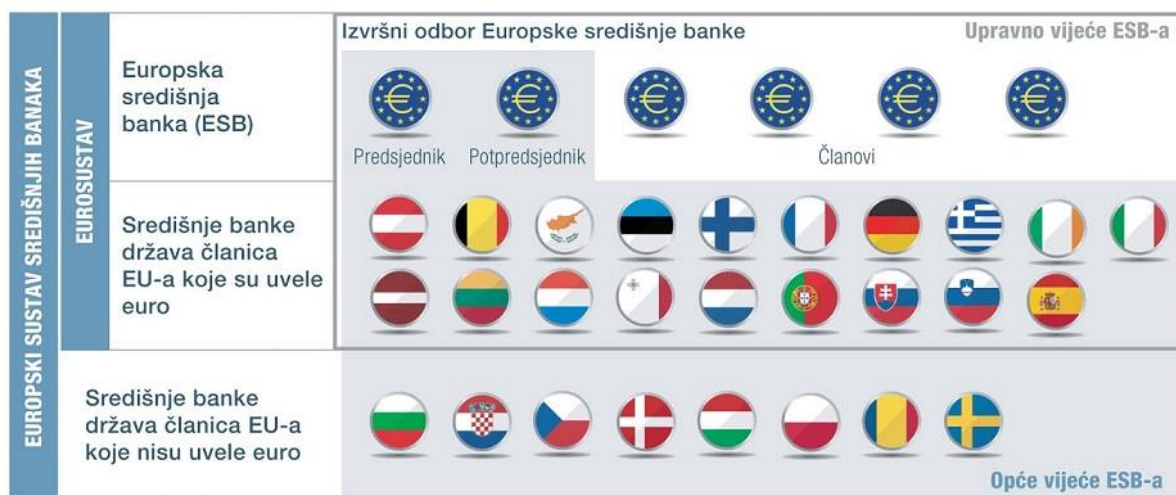 EUROPSKI SUSTAV SREDIŠNJIH BANAKA
EUROSUSTAV
Europska
središnja
banka (ESB)
Izvršni odbor Europske središnje banke
Upravno vijeće ESB-a
Predsjednik
Potpredsjednik
Članovi
Središnje banke
država članica
EU-a koje su uvele
euro
Središnje banke
država članica EU-a
koje nisu uvele euro
Opće vijeće ESB-a